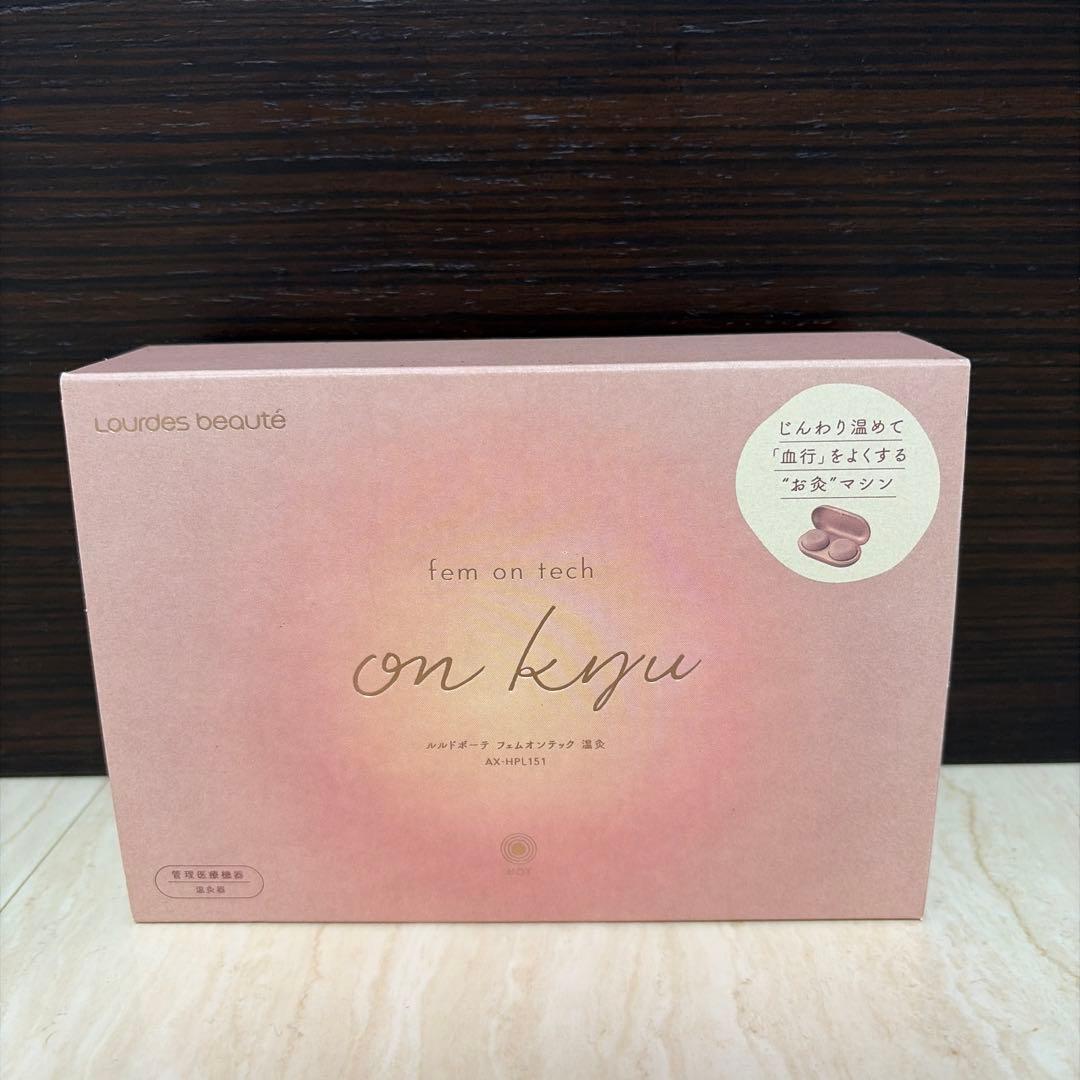 Lourdes beauté
じんわり温めて
「血行」をよくする
“お灸”マシン
fem on tech
on kyu
ルルドボーテ フェムオンテック 温灸
AX-HPL151
HOT
管理医療機器
温灸器